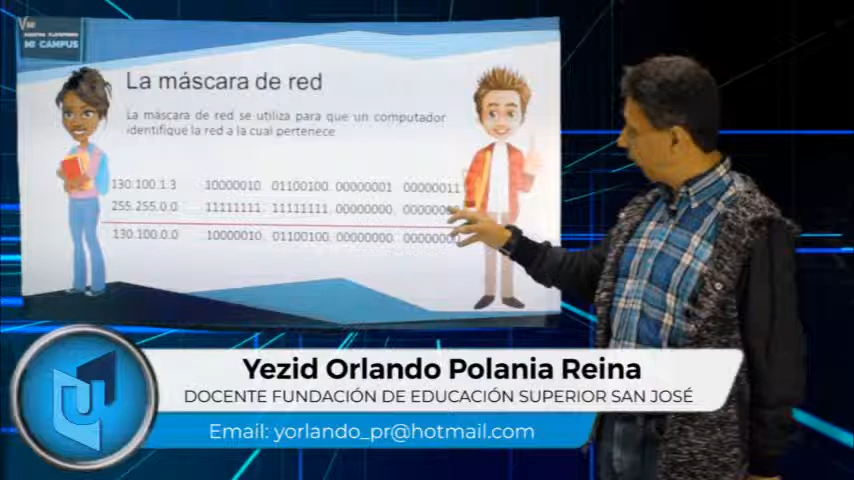 MI CAMPUS
La máscara de red
La máscara de red se utiliza para que un computador
identifique la red a la cual pertenece
130.100.1.3 10000010. 01100100. 00000001 00000011
255.255.0.0 11111111. 11111111. 00000000.
130.100.0.0 10000010. 01100100. 00000000. 00000000
Yezid Orlando Polania Reina
DOCENTE FUNDACIÓN DE EDUCACIÓN SUPERIOR SAN JOSÉ
Email: yorlando_pr@hotmail.com